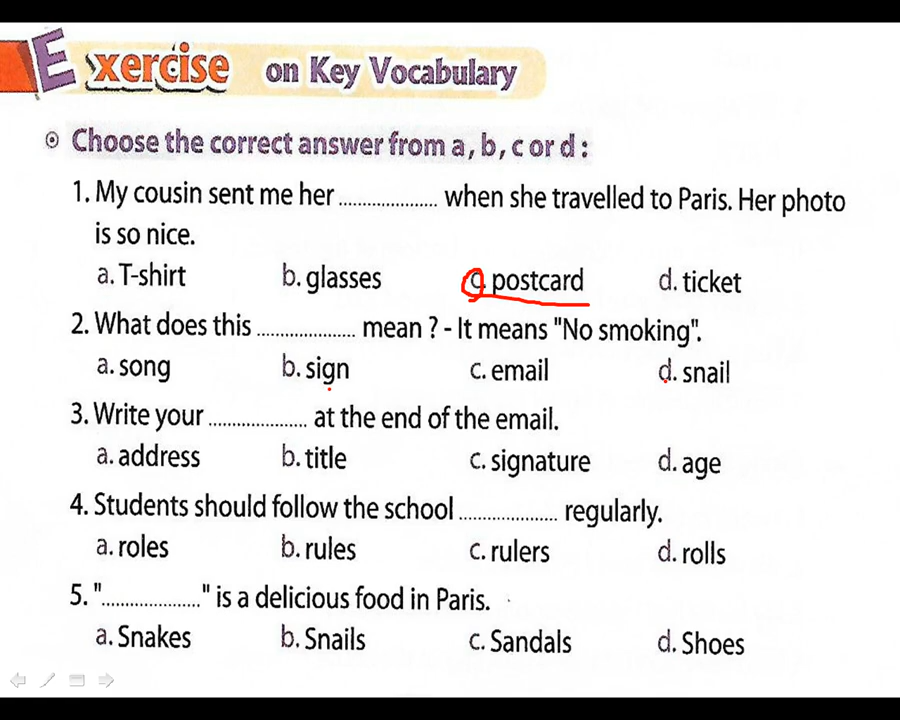 Exercise on Key Vocabulary
Choose the correct answer from a, b, c or d :
1. My cousin sent me her .................... when she travelled to Paris. Her photo
is so nice.
a. T-shirt b. glasses c. postcard d. ticket
2. What does this .................... mean ? - It means "No smoking".
a. song b. sign c. email d. snail
3. Write your .................... at the end of the email.
a. address b. title c. signature d. age
4. Students should follow the school .................... regularly.
a. roles b. rules c. rulers d. rolls
5. "...................." is a delicious food in Paris.
a. Snakes b. Snails c. Sandals d. Shoes